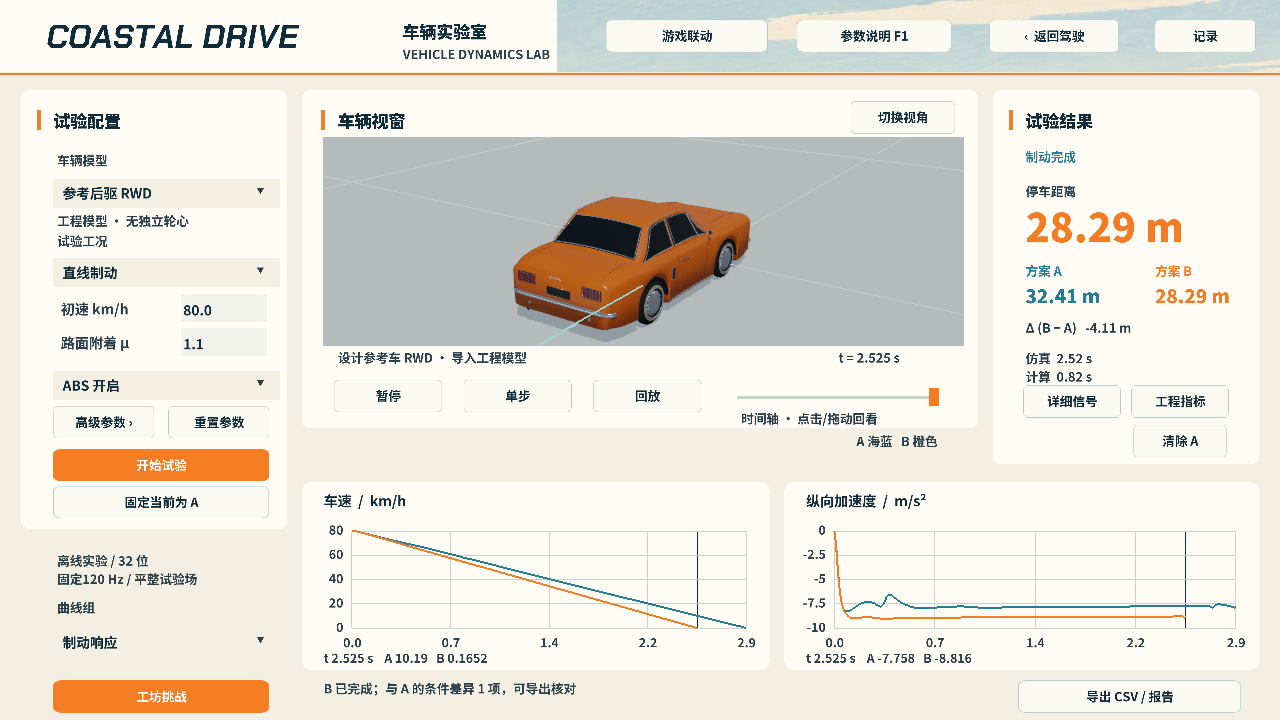 COASTAL DRIVE
车辆实验室
VEHICLE DYNAMICS LAB
游戏联动
参数说明 F1
‹ 返回驾驶
记录
试验配置
车辆模型
参考后驱 RWD
工程模型 · 无独立轮心
试验工况
直线制动
初速 km/h 80.0
路面附着 μ 1.1
ABS 开启
高级参数 ›
重置参数
开始试验
固定当前为 A
离线实验 / 32 位
固定120 Hz / 平整试验场
曲线组
制动响应
工坊挑战
车辆视窗
切换视角
设计参考车 RWD · 导入工程模型
t = 2.525 s
暂停
单步
回放
时间轴 · 点击/拖动回看
A 海蓝 B 橙色
试验结果
制动完成
停车距离
28.29 m
方案 A
方案 B
32.41 m
28.29 m
Δ (B − A) -4.11 m
仿真 2.52 s
计算 0.82 s
详细信号
工程指标
清除 A
车速 / km/h
80
60
40
20
0
0.0 0.7 1.4 2.2 2.9
t 2.525 s A 10.19 B 0.1652
纵向加速度 / m/s²
0
-2.5
-5
-7.5
-10
0.0 0.7 1.4 2.2 2.9
t 2.525 s A -7.758 B -8.816
B 已完成；与 A 的条件差异 1 项，可导出核对
导出 CSV / 报告